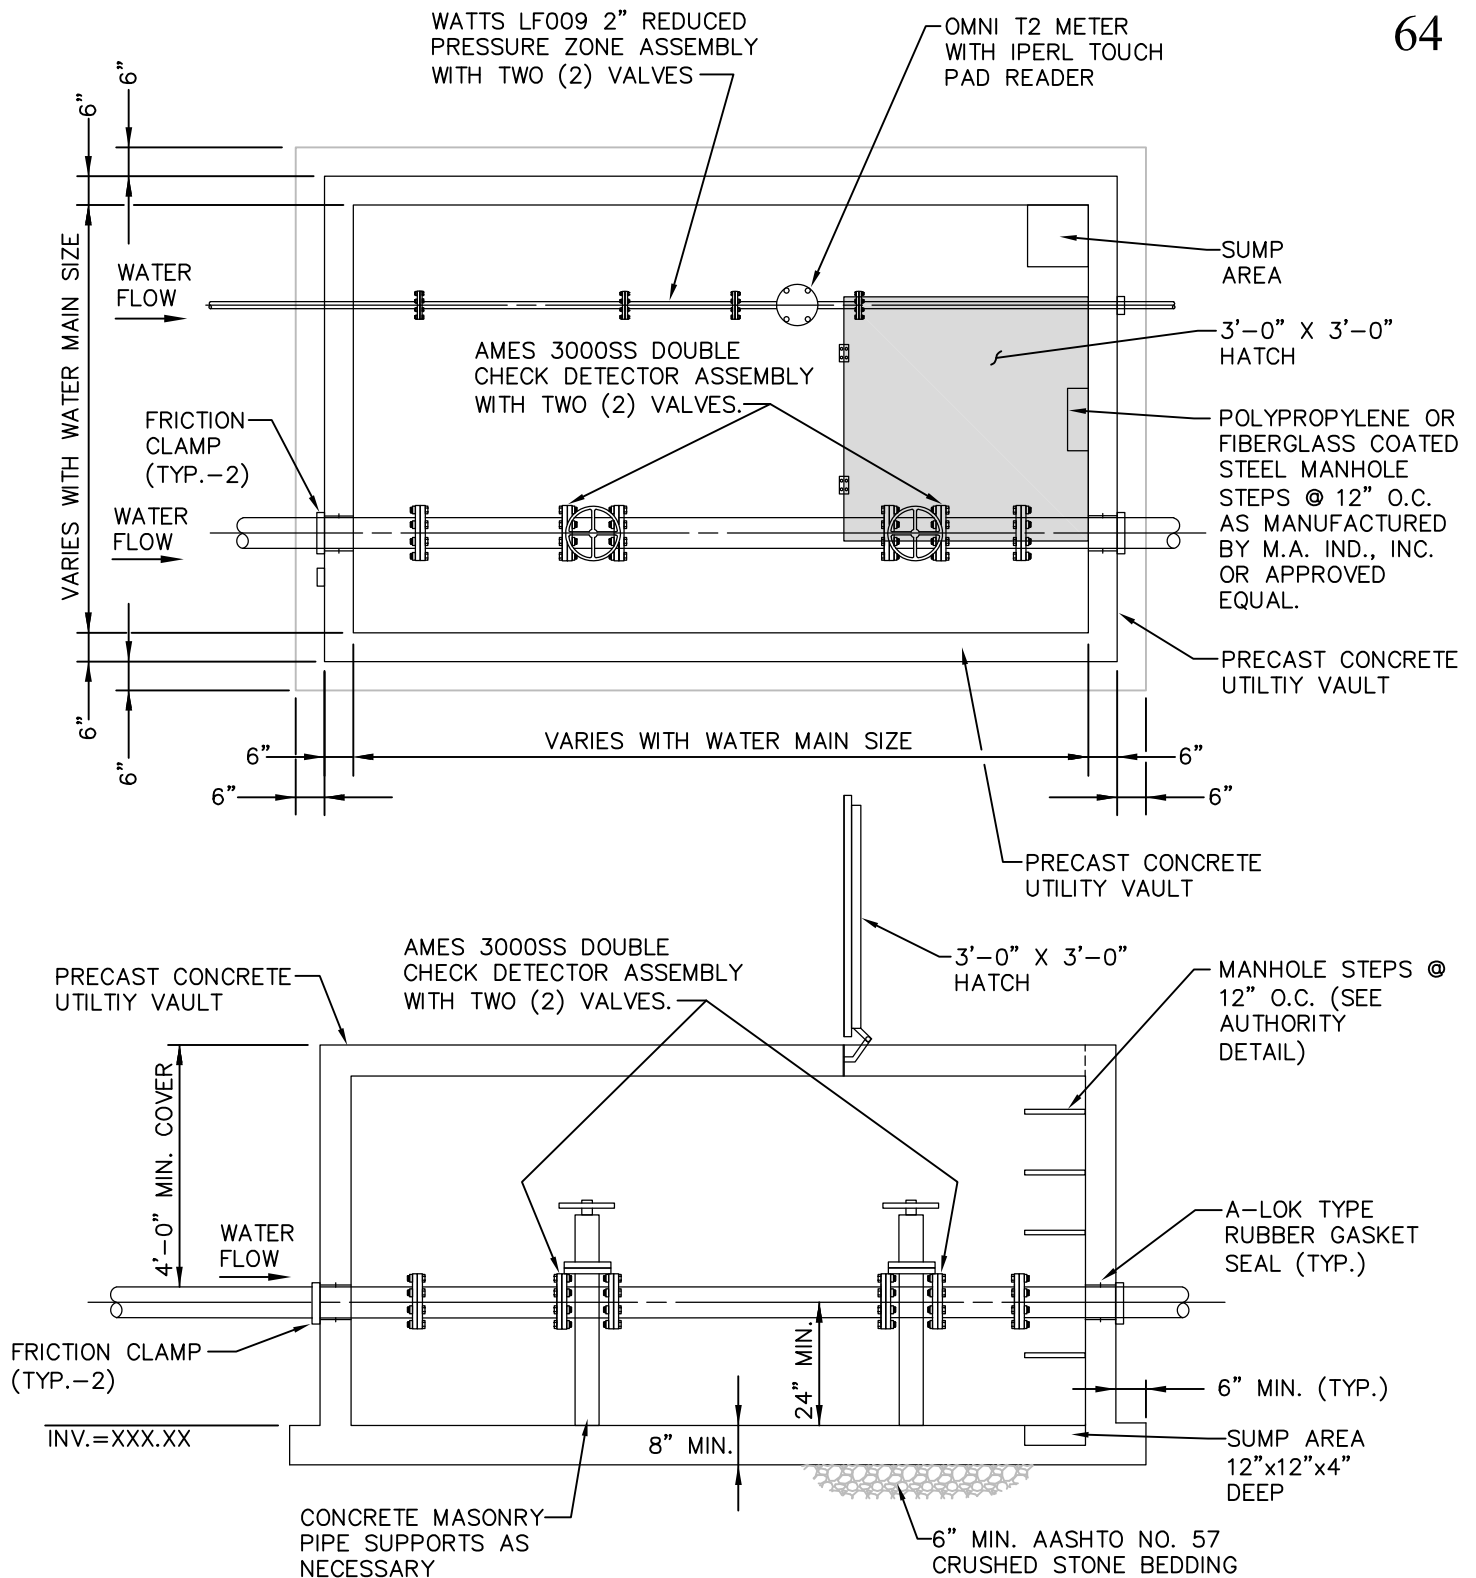 64
WATTS LF009 2" REDUCED
PRESSURE ZONE ASSEMBLY
WITH TWO (2) VALVES
OMNI T2 METER
WITH IPERL TOUCH
PAD READER
6"
6"
VARIES WITH WATER MAIN SIZE
WATER
FLOW
SUMP
AREA
3'-0" X 3'-0"
HATCH
AMES 3000SS DOUBLE
CHECK DETECTOR ASSEMBLY
WITH TWO (2) VALVES.
FRICTION
CLAMP
(TYP.-2)
POLYPROPYLENE OR
FIBERGLASS COATED
STEEL MANHOLE
STEPS @ 12" O.C.
AS MANUFACTURED
BY M.A. IND., INC.
OR APPROVED
EQUAL.
WATER
FLOW
PRECAST CONCRETE
UTILTIY VAULT
6"
6"
6"
VARIES WITH WATER MAIN SIZE
6"
6"
6"
PRECAST CONCRETE
UTILITY VAULT
AMES 3000SS DOUBLE
CHECK DETECTOR ASSEMBLY
WITH TWO (2) VALVES.
3'-0" X 3'-0"
HATCH
PRECAST CONCRETE
UTILTIY VAULT
MANHOLE STEPS @
12" O.C. (SEE
AUTHORITY
DETAIL)
4'-0" MIN. COVER
WATER
FLOW
A-LOK TYPE
RUBBER GASKET
SEAL (TYP.)
FRICTION CLAMP
(TYP.-2)
24" MIN.
6" MIN. (TYP.)
INV.=XXX.XX
8" MIN.
SUMP AREA
12"x12"x4"
DEEP
CONCRETE MASONRY
PIPE SUPPORTS AS
NECESSARY
6" MIN. AASHTO NO. 57
CRUSHED STONE BEDDING